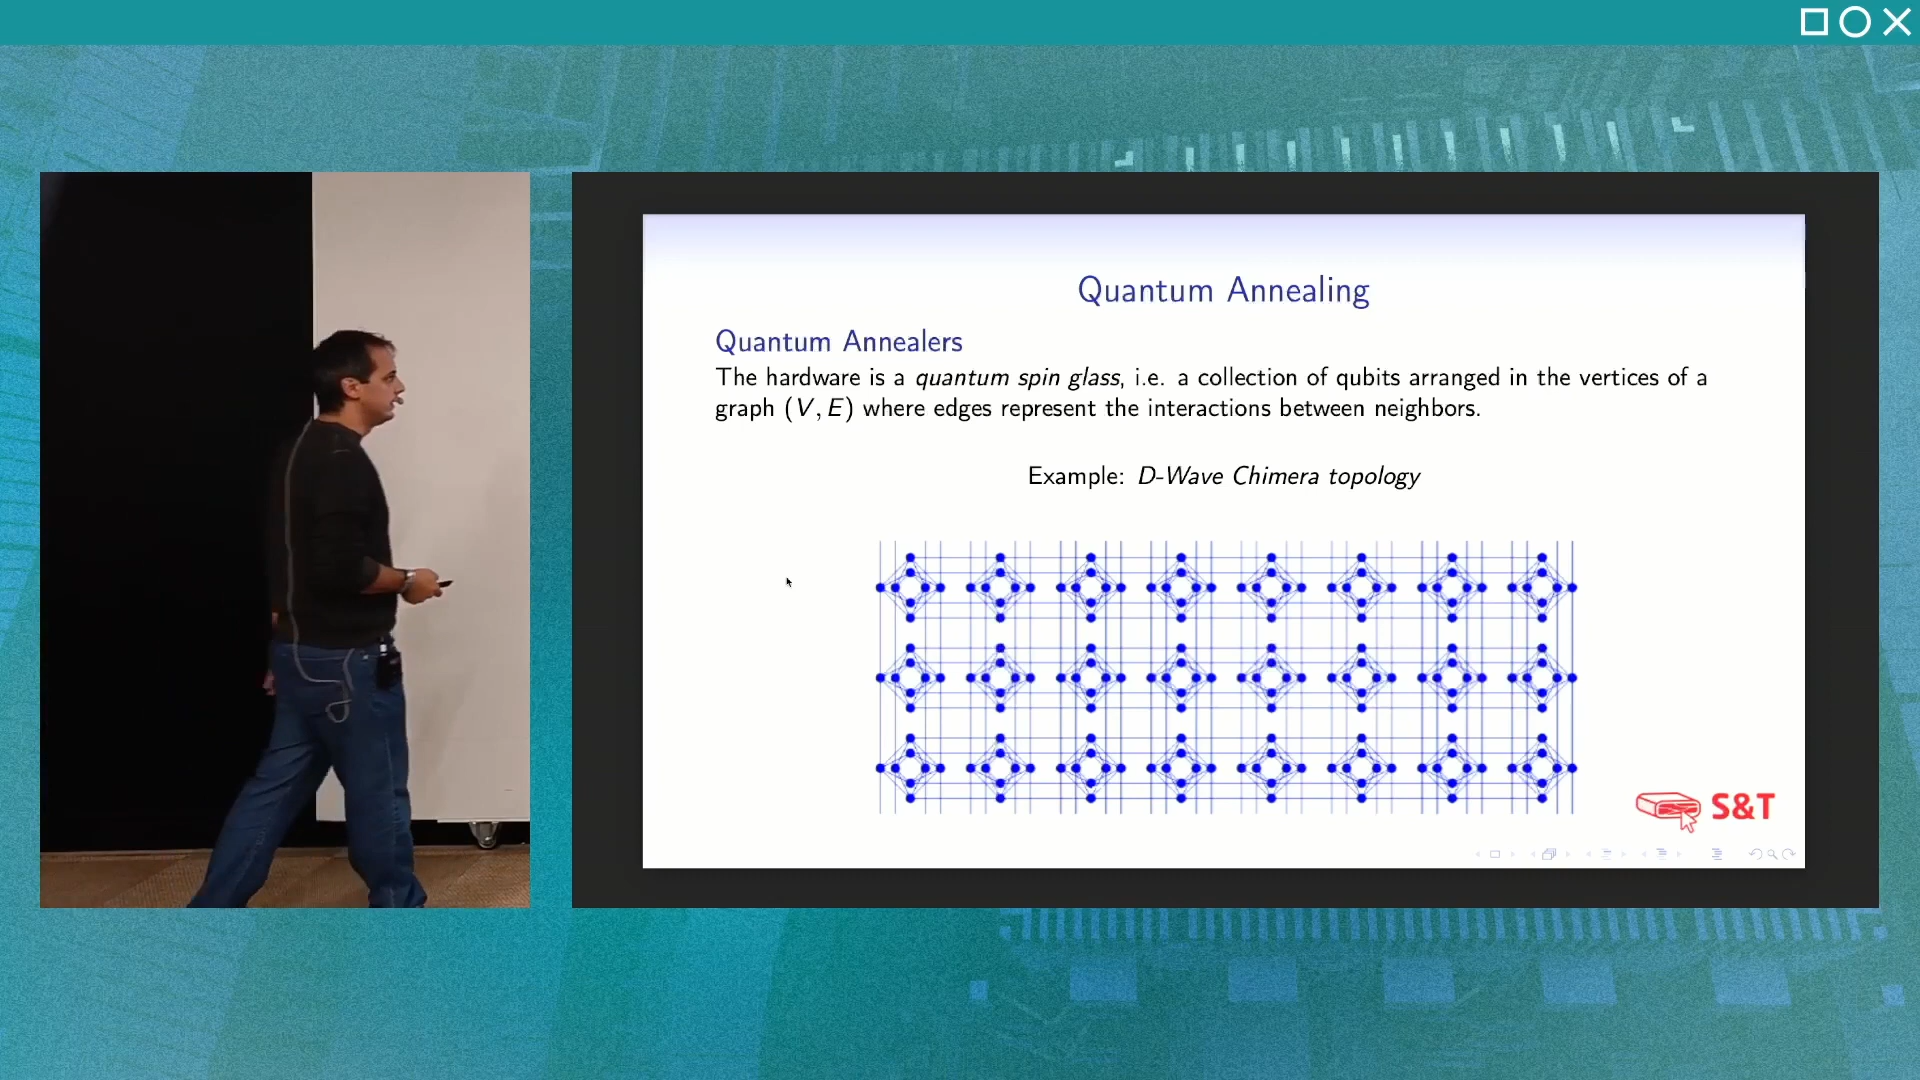 Quantum Annealing
Quantum Annealers
The hardware is a quantum spin glass, i.e. a collection of qubits arranged in the vertices of a
graph (V, E) where edges represent the interactions between neighbors.
Example: D-Wave Chimera topology
S&T